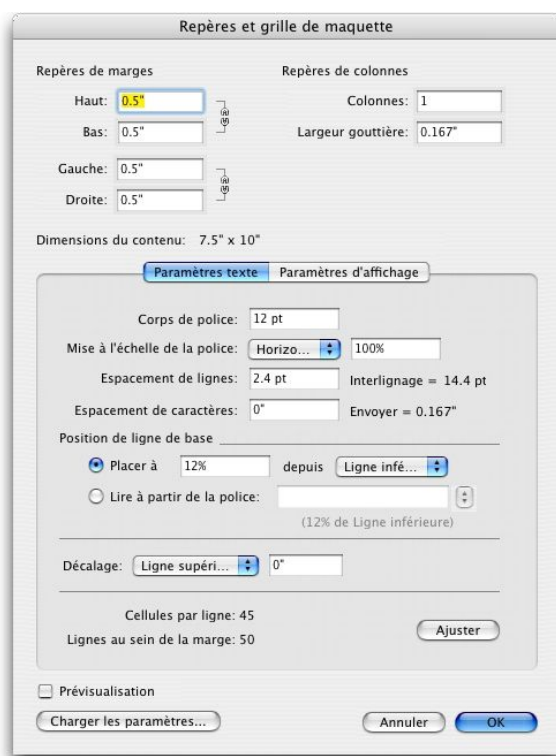 Repères et grille de maquette
Repères de marges
Haut: 0.5"
Bas: 0.5"
Gauche: 0.5"
Droite: 0.5"
Repères de colonnes
Colonnes: 1
Largeur gouttière: 0.167"
Dimensions du contenu: 7.5" x 10"
Paramètres texte Paramètres d'affichage
Corps de police: 12 pt
Mise à l'échelle de la police: Horizo... 100%
Espacement de lignes: 2.4 pt Interlignage = 14.4 pt
Espacement de caractères: 0" Envoyer = 0.167"
Position de ligne de base
Placer à 12% depuis Ligne infé...
Lire à partir de la police:
(12% de Ligne inférieure)
Décalage: Ligne supéri... 0"
Cellules par ligne: 45
Lignes au sein de la marge: 50
Ajuster
Prévisualisation
Charger les paramètres... Annuler OK